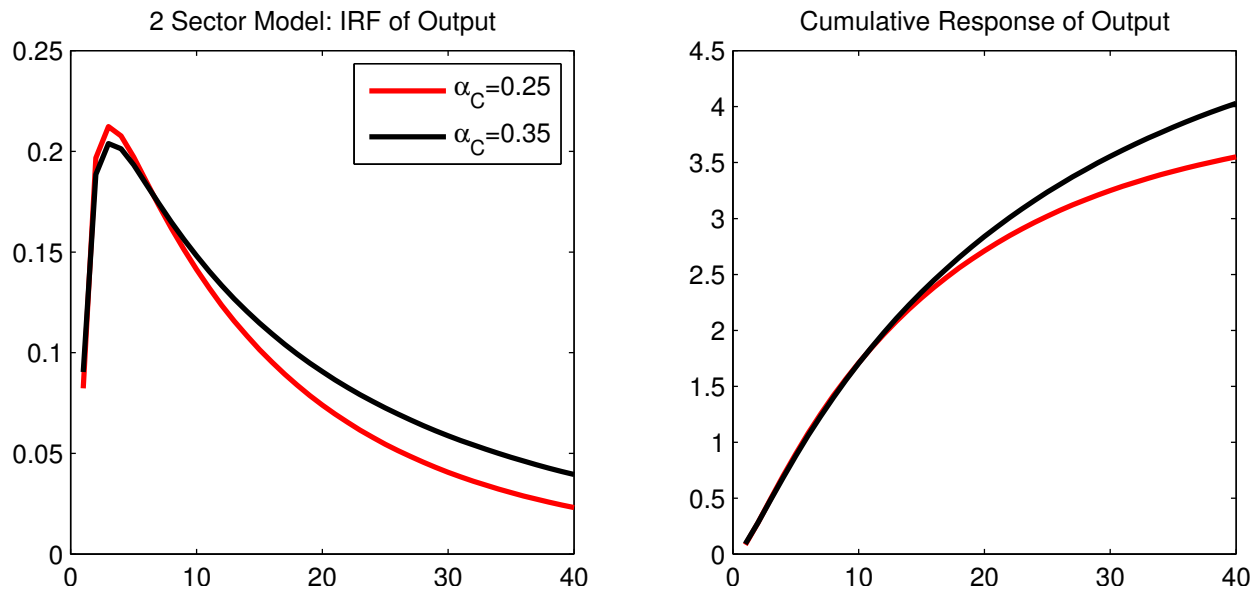 2 Sector Model: IRF of Output
0.25
0.2
0.15
0.1
0.05
0
0 10 20 30 40
α_C=0.25
α_C=0.35
Cumulative Response of Output
4.5
4
3.5
3
2.5
2
1.5
1
0.5
0
0 10 20 30 40